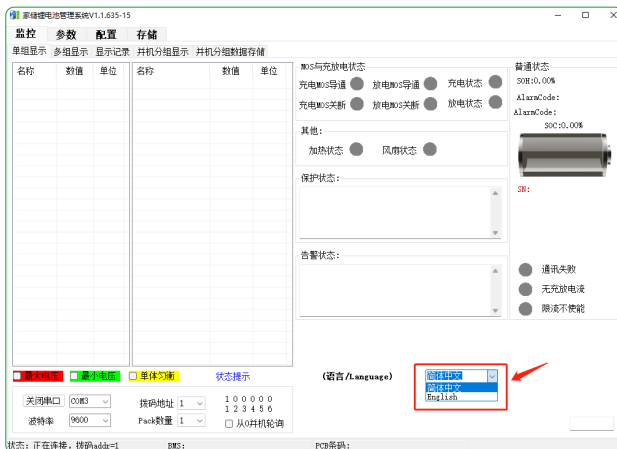 家储锂电池管理系统V1.1.635-15
监控 参数 配置 存储
单组显示 多组显示 显示记录 并机分组显示 并机分组数据存储
名称 数值 单位 名称 数值 单位
MOS与充放电状态
充电MOS导通 放电MOS导通 充电状态
充电MOS关断 放电MOS关断 放电状态
其他:
加热状态 风扇状态
保护状态:
告警状态:
普通状态
SOH:0.00%
AlarmCode:
AlarmCode:
SOC:0.00%
SN:
通讯失败
无充放电流
限流不使能
最大电压 最小电压 单体匀衡 状态提示
(语言/Language) 简体中文
简体中文
English
关闭串口 COM3 拨码地址 1 1 0 0 0 0 0
1 2 3 4 5 6
波特率 9600 Pack数量 1 从0并机轮询
状态: 正在连接, 拨码addr=1 BMS: PCB条码: